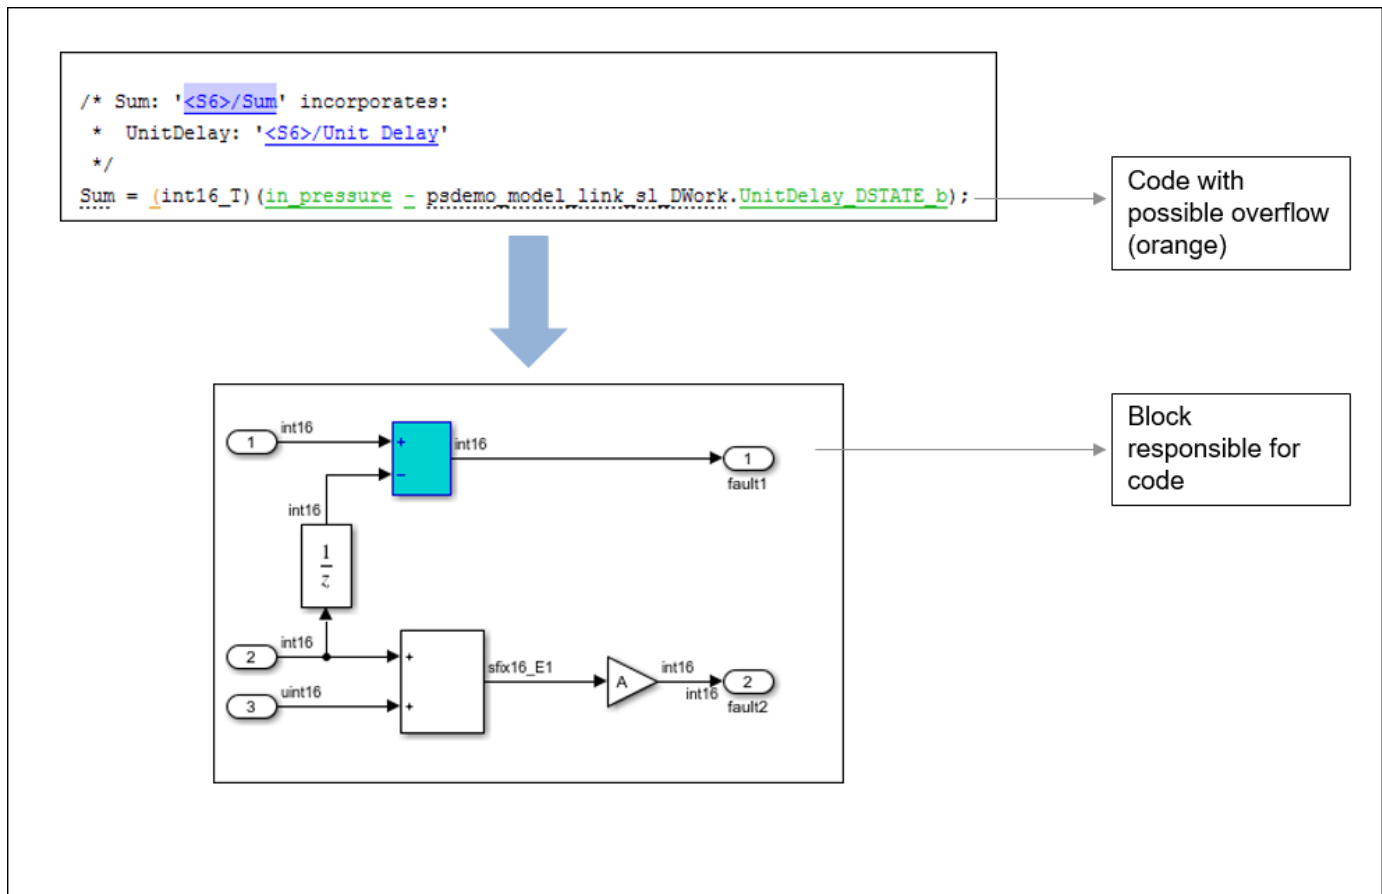 /* Sum: '<S6>/Sum' incorporates:
 *  UnitDelay: '<S6>/Unit Delay'
 */
Sum = (int16_T)(in_pressure - psdemo_model_link_sl_DWork.UnitDelay_DSTATE_b);
Code with
possible overflow
(orange)
Block
responsible for
code
1
int16
+
−
int16
1
fault1
int16
1
z
2
int16
+
sfix16_E1
A
int16
int16
2
fault2
3
uint16
+